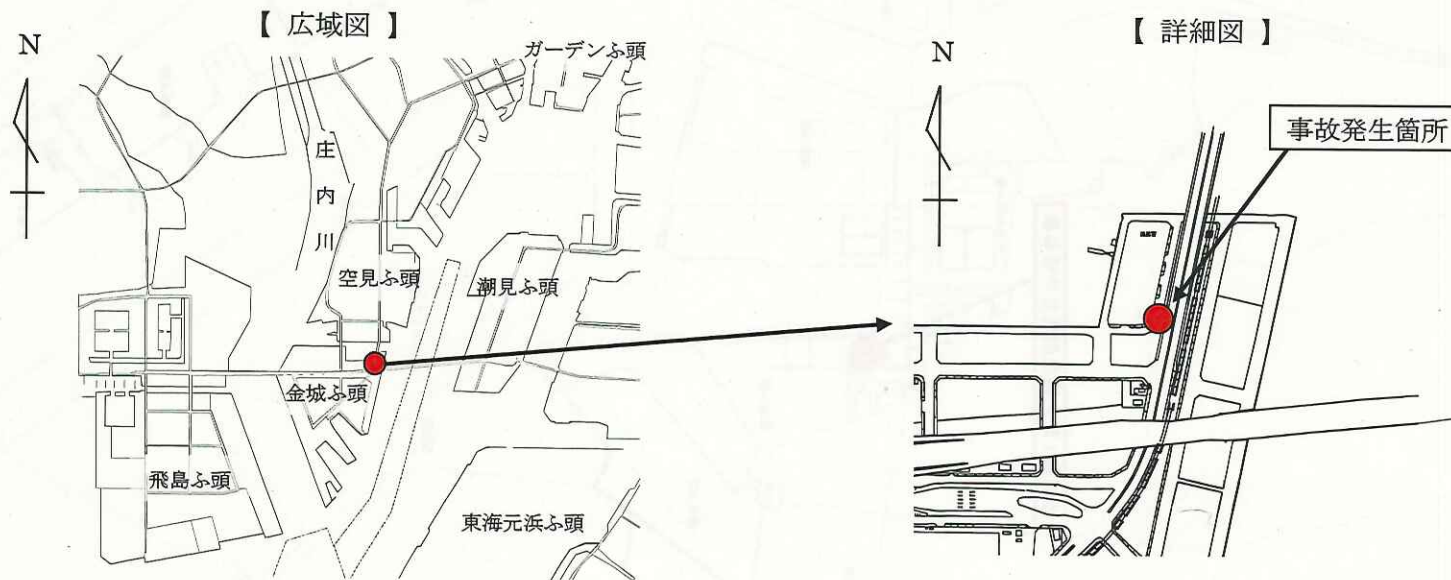 【 広域図 】
【 詳細図 】
N
N
ガーデンふ頭
事故発生箇所
庄内川
空見ふ頭
潮見ふ頭
金城ふ頭
飛島ふ頭
東海元浜ふ頭